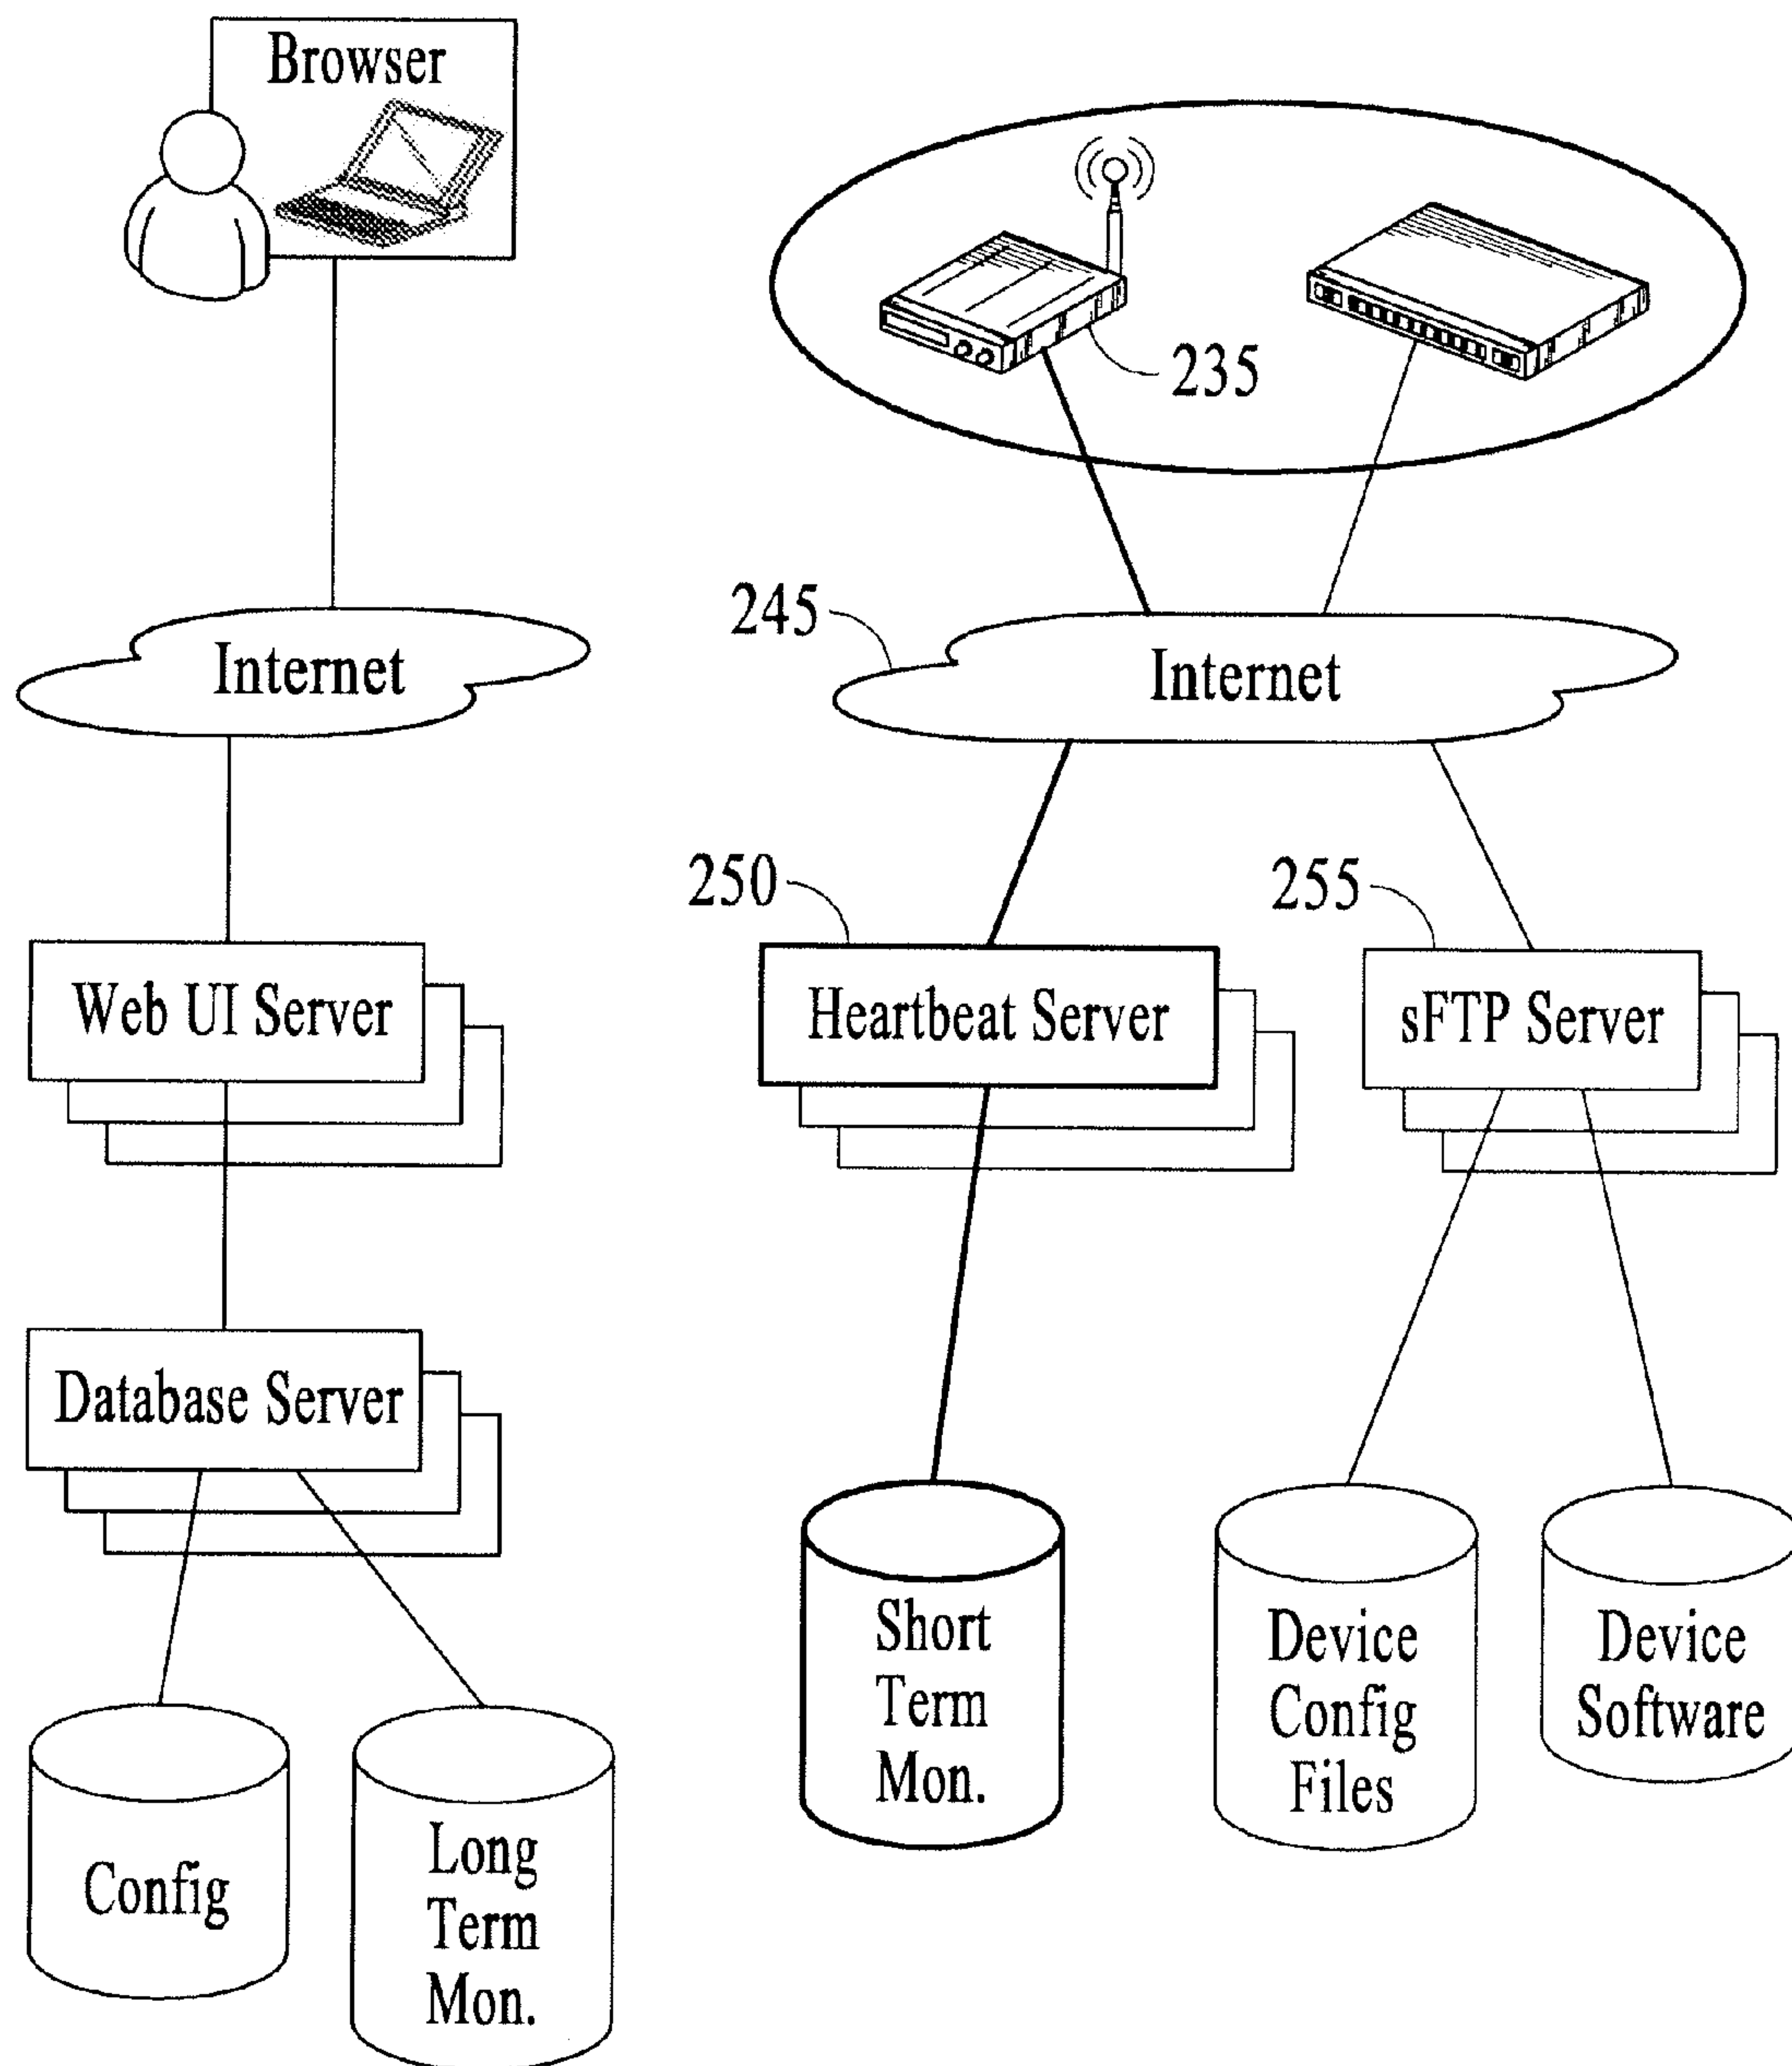 Browser
235
245
Internet
Internet
250
255
Web UI Server
Heartbeat Server
sFTP Server
Database Server
Short
Term
Mon.
Device
Config
Files
Device
Software
Config
Long
Term
Mon.